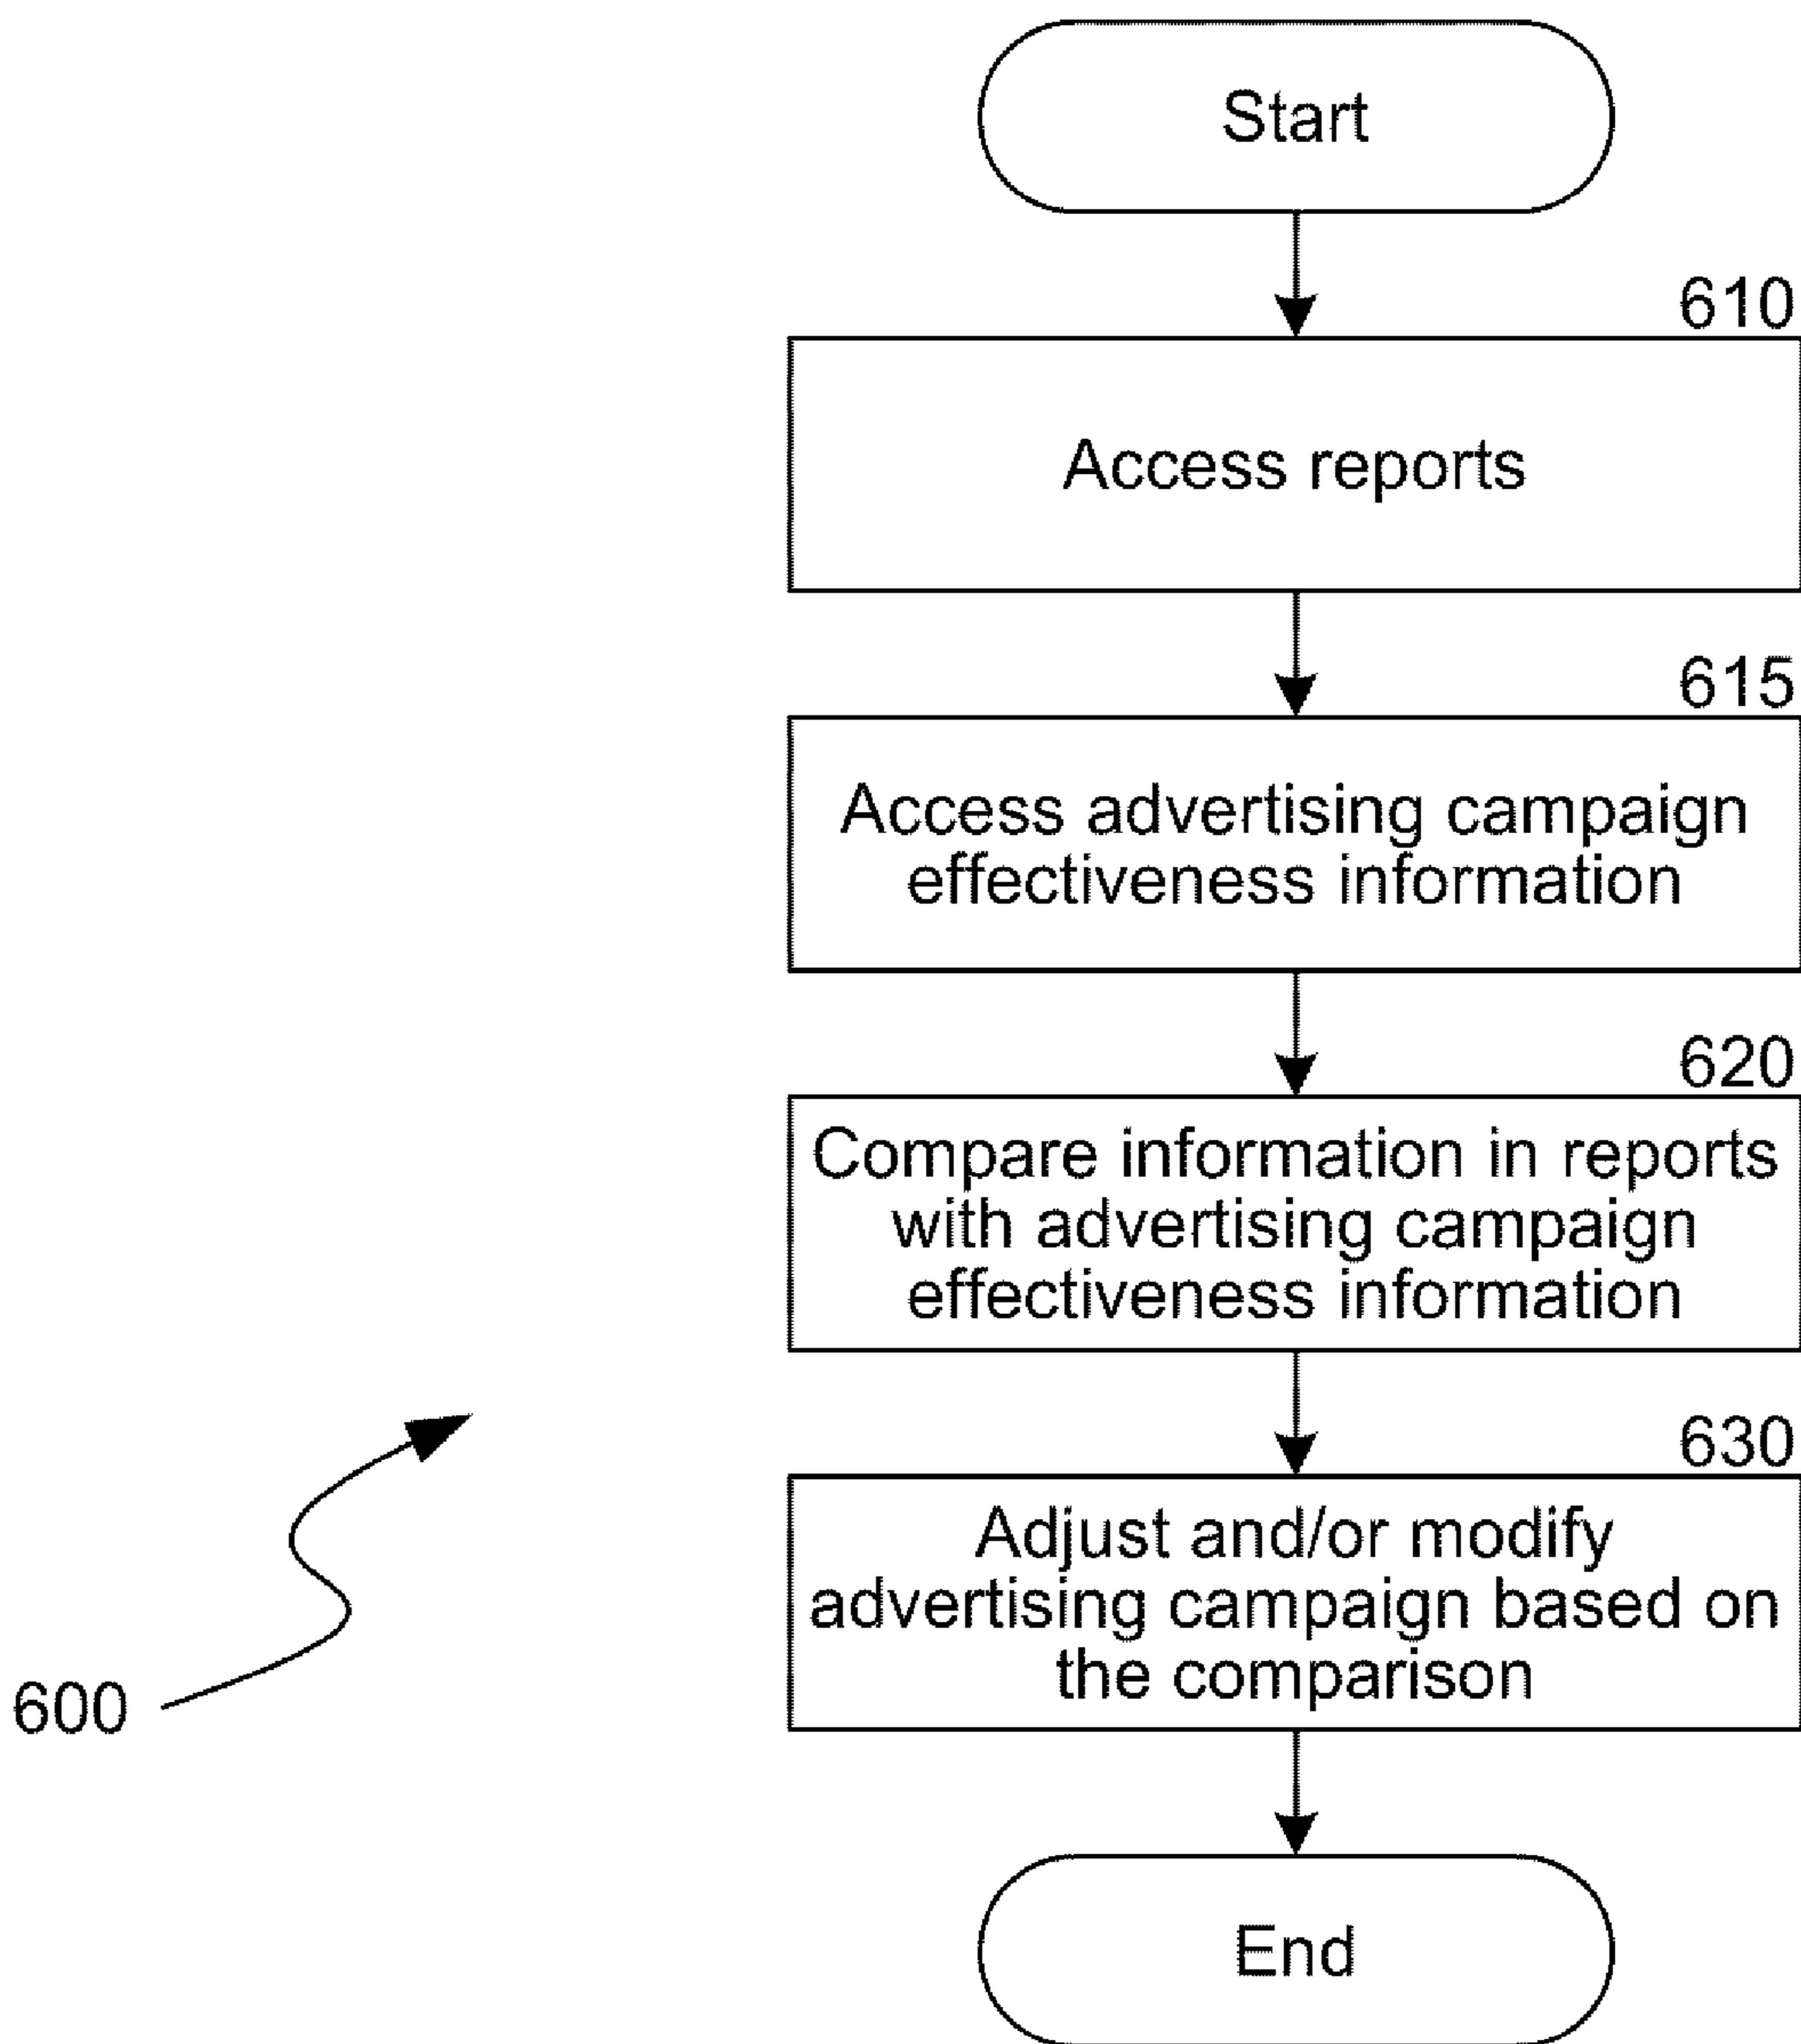 Start
610
Access reports
615
Access advertising campaign
effectiveness information
620
Compare information in reports
with advertising campaign
effectiveness information
630
Adjust and/or modify
advertising campaign based on
the comparison
600
End